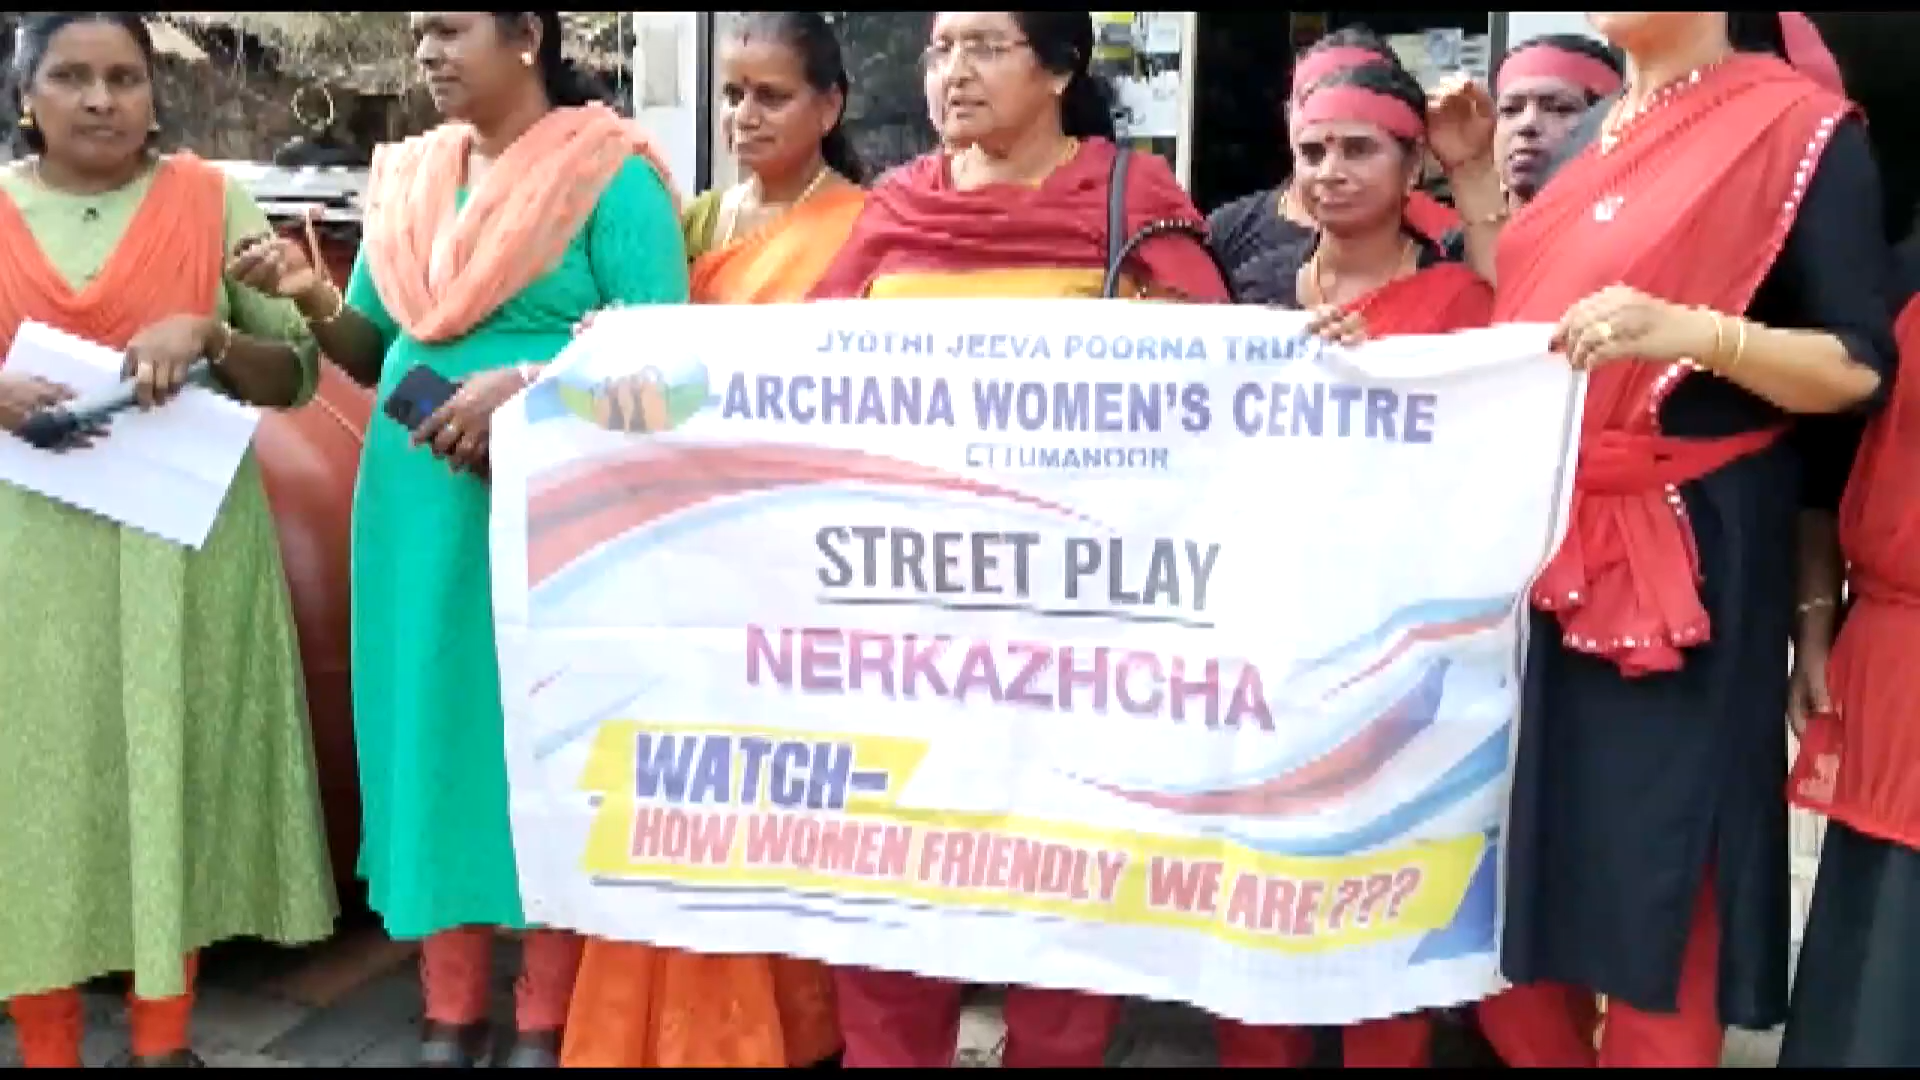 JYOTHI JEEVA POORNA TRUST
ARCHANA WOMEN'S CENTRE
ETTUMANOOR
STREET PLAY
NERKAZHCHA
WATCH-
HOW WOMEN FRIENDLY WE ARE ???